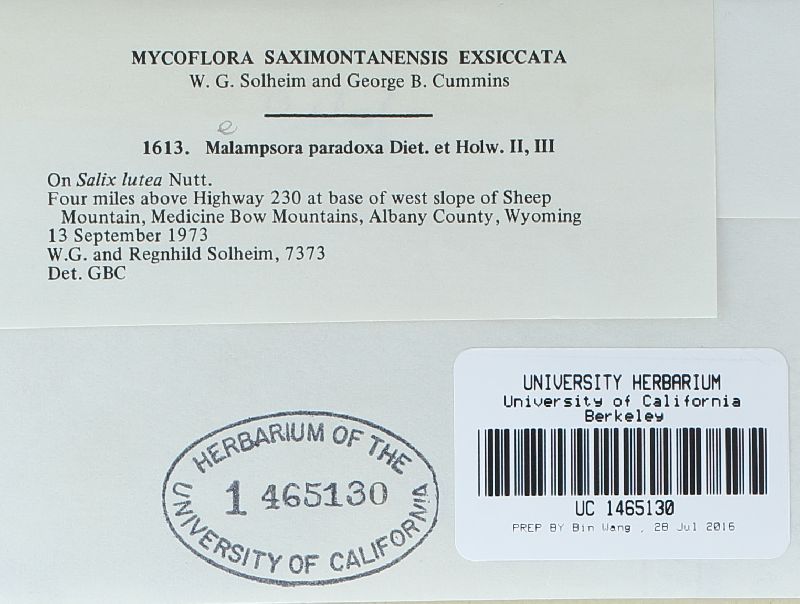 MYCOFLORA SAXIMONTANENSIS EXSICCATA
W. G. Solheim and George B. Cummins
e
1613. Malampsora paradoxa Diet. et Holw. II, III
On Salix lutea Nutt.
Four miles above Highway 230 at base of west slope of Sheep
Mountain, Medicine Bow Mountains, Albany County, Wyoming
13 September 1973
W.G. and Regnhild Solheim, 7373
Det. GBC
HERBARIUM OF THE
1 465130
UNIVERSITY OF CALIFORNIA
UNIVERSITY HERBARIUM
University of California
Berkeley
UC 1465130
PREP BY Bin Wang , 28 Jul 2016